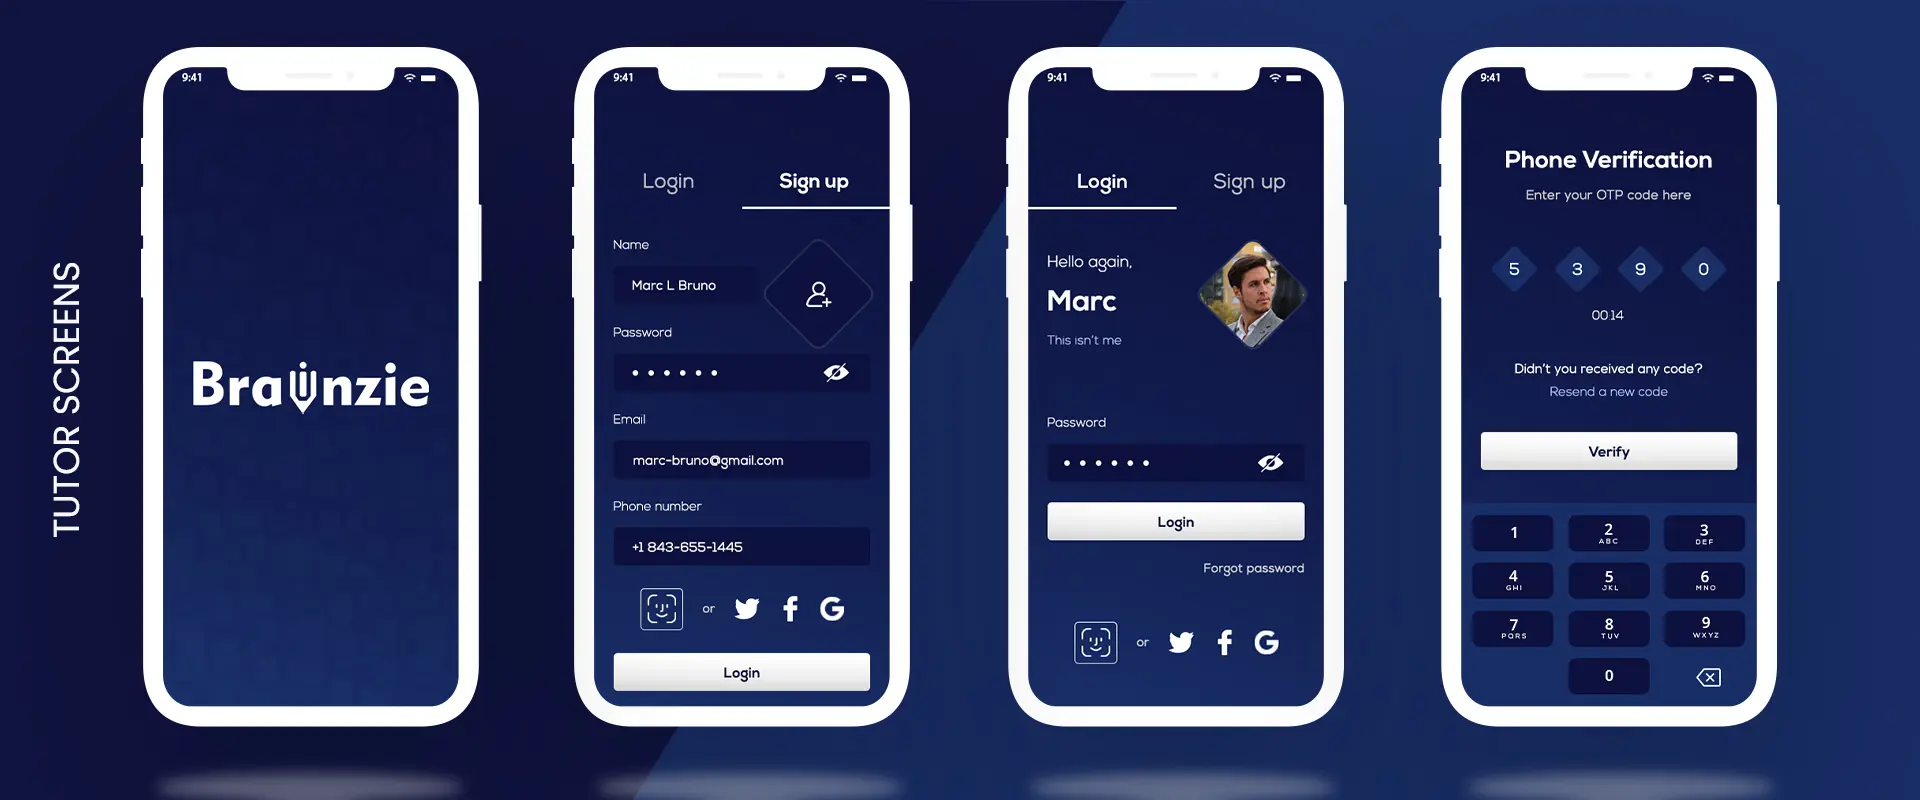 TUTOR SCREENS
9:41
Braunzie
9:41
Login Sign up
Name
Marc L Bruno
Password
Email
marc-bruno@gmail.com
Phone number
+1 843-655-1445
or
Login
9:41
Login Sign up
Hello again,
Marc
This isn't me
Password
Login
Forgot password
or
9:41
Phone Verification
Enter your OTP code here
5 3 9 0
00:14
Didn't you received any code?
Resend a new code
Verify
1 2 3
ABC DEF
4 5 6
GHI JKL MNO
7 8 9
PQRS TUV WXYZ
0